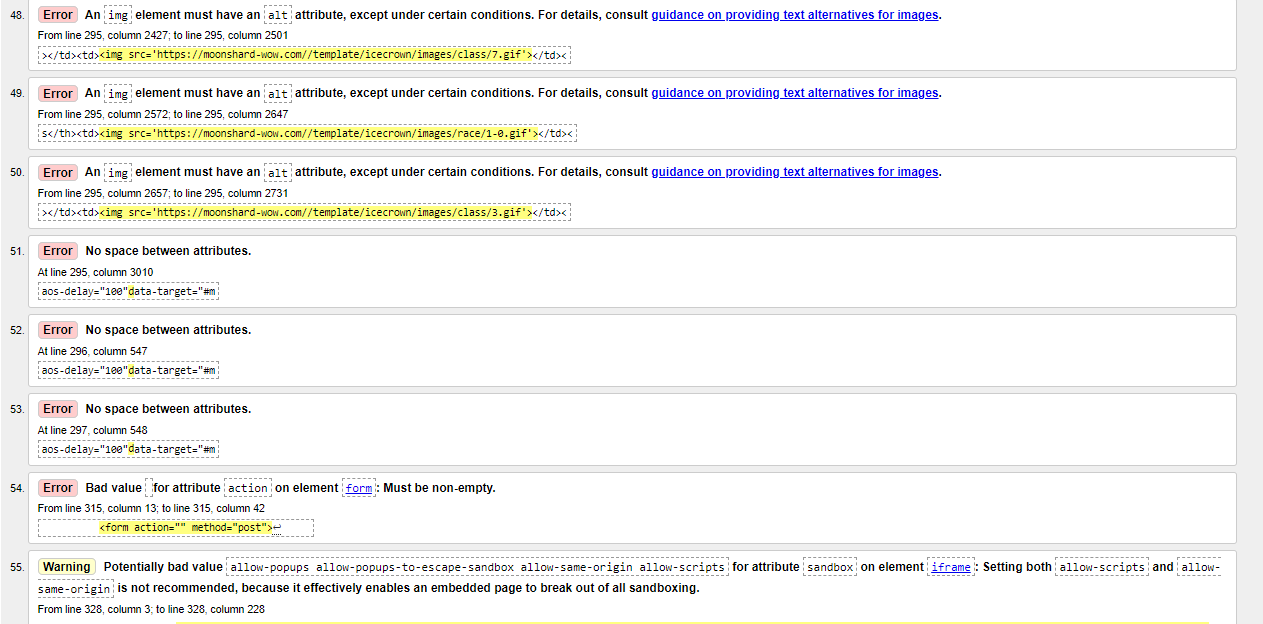 48. Error An img element must have an alt attribute, except under certain conditions. For details, consult guidance on providing text alternatives for images.
From line 295, column 2427; to line 295, column 2501
></td><td><img src='https://moonshard-wow.com//template/icecrown/images/class/7.gif'></td><
49. Error An img element must have an alt attribute, except under certain conditions. For details, consult guidance on providing text alternatives for images.
From line 295, column 2572; to line 295, column 2647
s</th><td><img src='https://moonshard-wow.com//template/icecrown/images/race/1-0.gif'></td><
50. Error An img element must have an alt attribute, except under certain conditions. For details, consult guidance on providing text alternatives for images.
From line 295, column 2657; to line 295, column 2731
></td><td><img src='https://moonshard-wow.com//template/icecrown/images/class/3.gif'></td><
51. Error No space between attributes.
At line 295, column 3010
aos-delay="100"data-target="#m
52. Error No space between attributes.
At line 296, column 547
aos-delay="100"data-target="#m
53. Error No space between attributes.
At line 297, column 548
aos-delay="100"data-target="#m
54. Error Bad value for attribute action on element form: Must be non-empty.
From line 315, column 13; to line 315, column 42
<form action="" method="post">↩
55. Warning Potentially bad value allow-popups allow-popups-to-escape-sandbox allow-same-origin allow-scripts for attribute sandbox on element iframe: Setting both allow-scripts and allow-
same-origin is not recommended, because it effectively enables an embedded page to break out of all sandboxing.
From line 328, column 3; to line 328, column 228